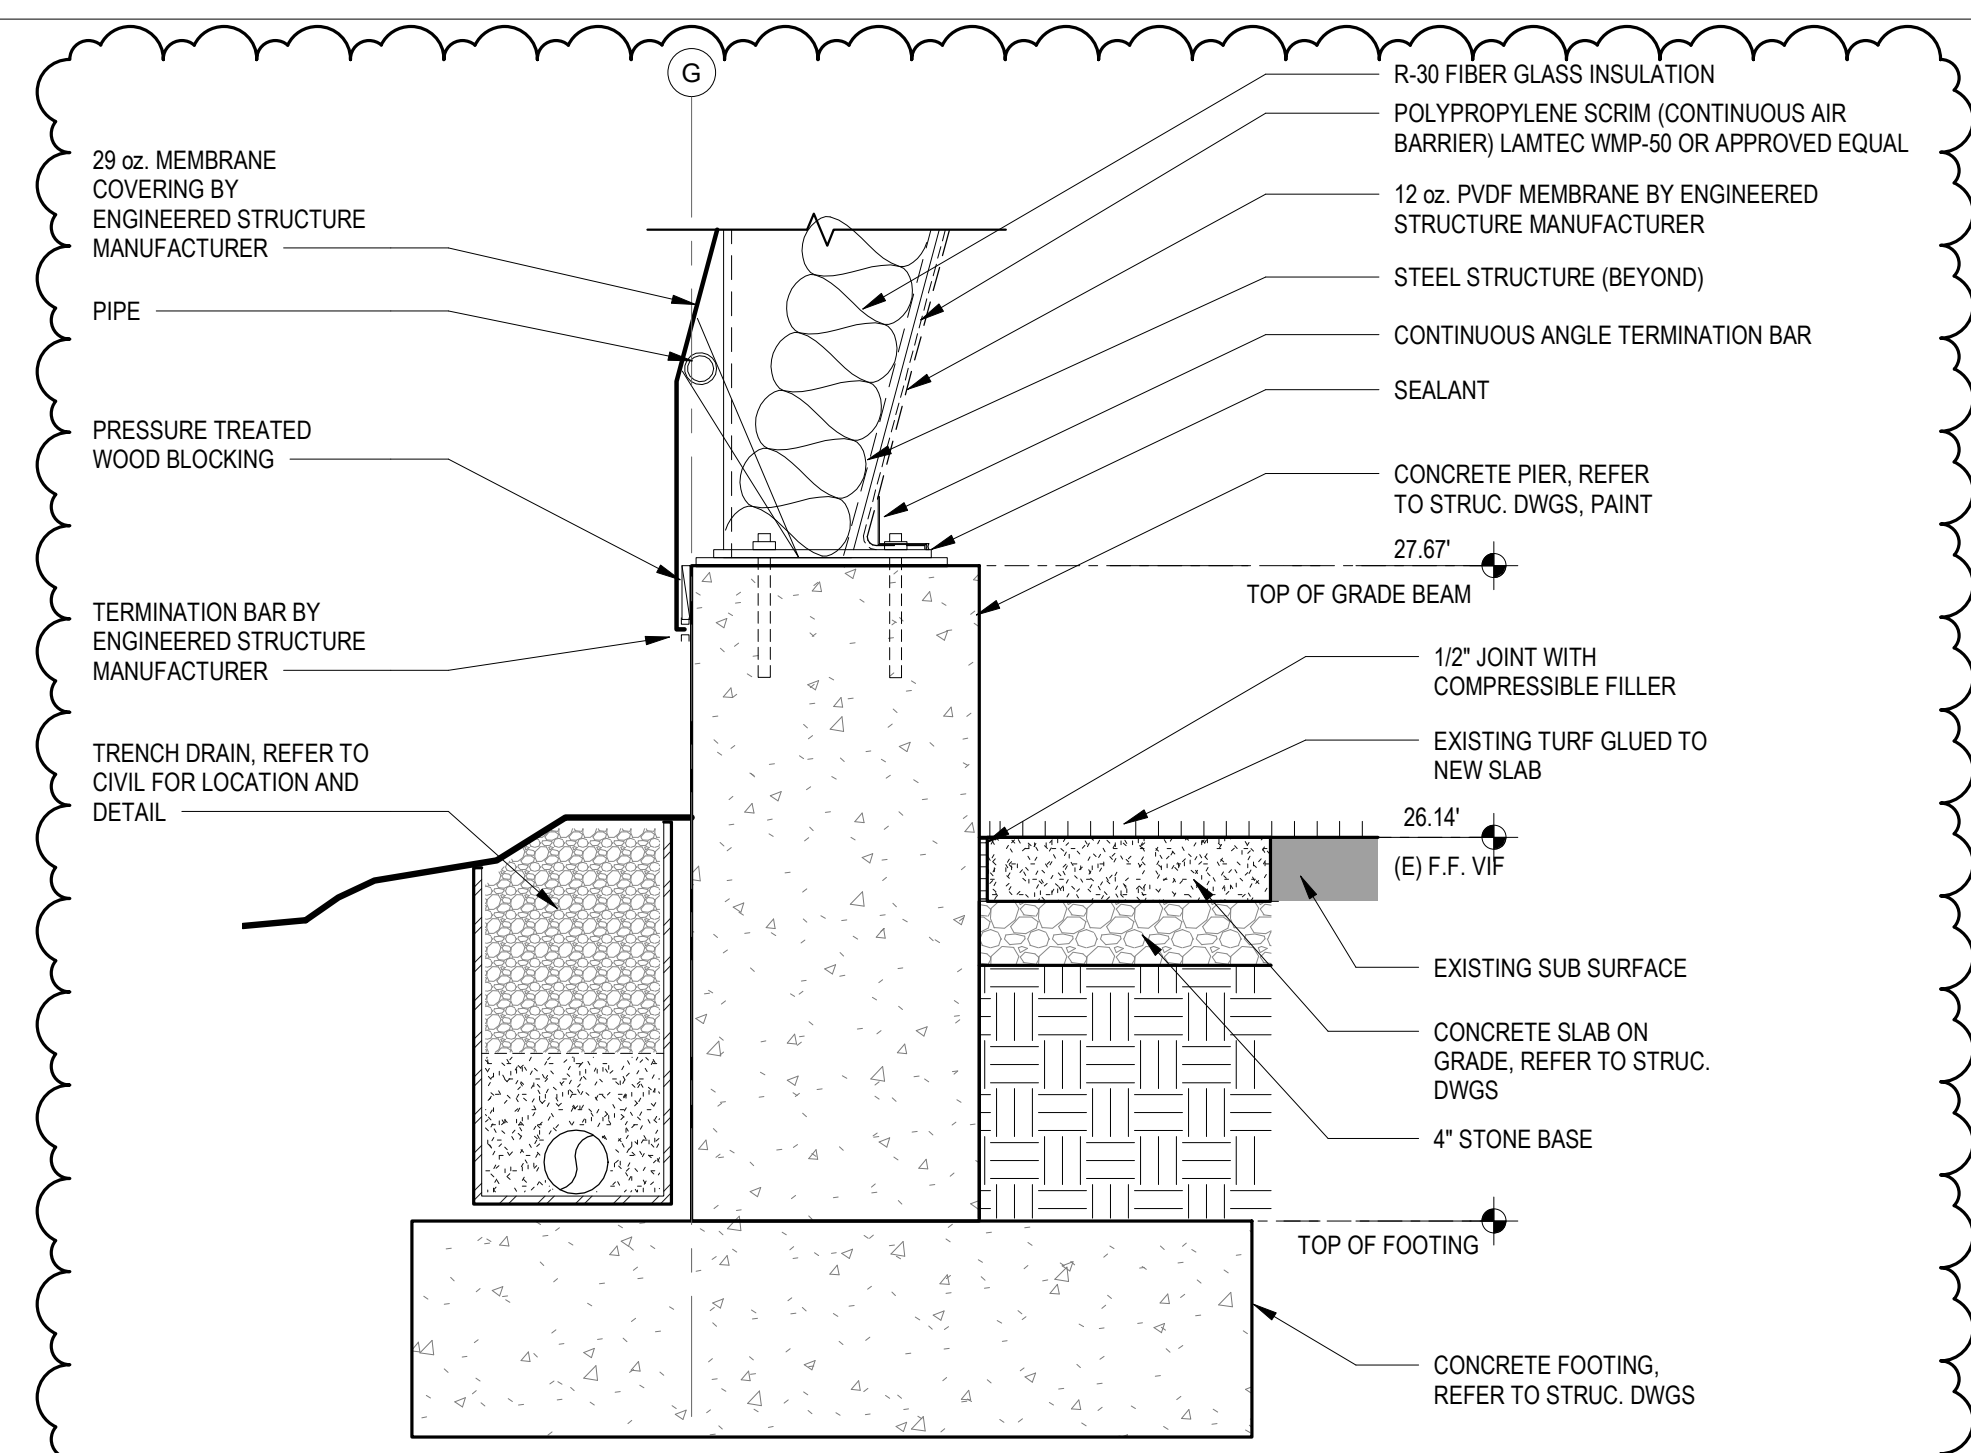 G
29 oz. MEMBRANE
COVERING BY
ENGINEERED STRUCTURE
MANUFACTURER
PIPE
PRESSURE TREATED
WOOD BLOCKING
TERMINATION BAR BY
ENGINEERED STRUCTURE
MANUFACTURER
TRENCH DRAIN, REFER TO
CIVIL FOR LOCATION AND
DETAIL
R-30 FIBER GLASS INSULATION
POLYPROPYLENE SCRIM (CONTINUOUS AIR
BARRIER) LAMTEC WMP-50 OR APPROVED EQUAL
12 oz. PVDF MEMBRANE BY ENGINEERED
STRUCTURE MANUFACTURER
STEEL STRUCTURE (BEYOND)
CONTINUOUS ANGLE TERMINATION BAR
SEALANT
CONCRETE PIER, REFER
TO STRUC. DWGS, PAINT
27.67'
TOP OF GRADE BEAM
1/2" JOINT WITH
COMPRESSIBLE FILLER
EXISTING TURF GLUED TO
NEW SLAB
26.14'
(E) F.F. VIF
EXISTING SUB SURFACE
CONCRETE SLAB ON
GRADE, REFER TO STRUC.
DWGS
4" STONE BASE
TOP OF FOOTING
CONCRETE FOOTING,
REFER TO STRUC. DWGS